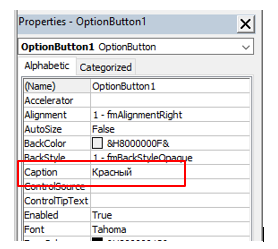 Properties - OptionButton1
OptionButton1 OptionButton
Alphabetic Categorized
(Name) OptionButton1
Accelerator
Alignment 1 - fmAlignmentRight
AutoSize False
BackColor &H8000000F&
BackStyle 1 - fmBackStyleOpaque
Caption Красный
ControlSource
ControlTipText
Enabled True
Font Tahoma